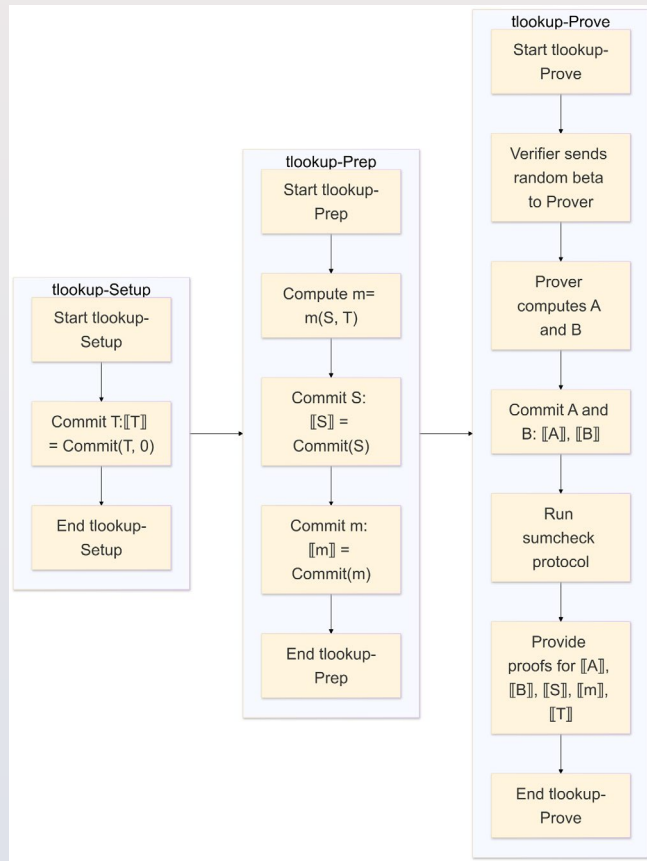 tlookup-Setup
Start tlookup-
Setup
Commit T:⟦T⟧
= Commit(T, 0)
End tlookup-
Setup
tlookup-Prep
Start tlookup-
Prep
Compute m=
m(S, T)
Commit S:
⟦S⟧ =
Commit(S)
Commit m:
⟦m⟧ =
Commit(m)
End tlookup-
Prep
tlookup-Prove
Start tlookup-
Prove
Verifier sends
random beta
to Prover
Prover
computes A
and B
Commit A and
B: ⟦A⟧, ⟦B⟧
Run
sumcheck
protocol
Provide
proofs for ⟦A⟧,
⟦B⟧, ⟦S⟧, ⟦m⟧,
⟦T⟧
End tlookup-
Prove